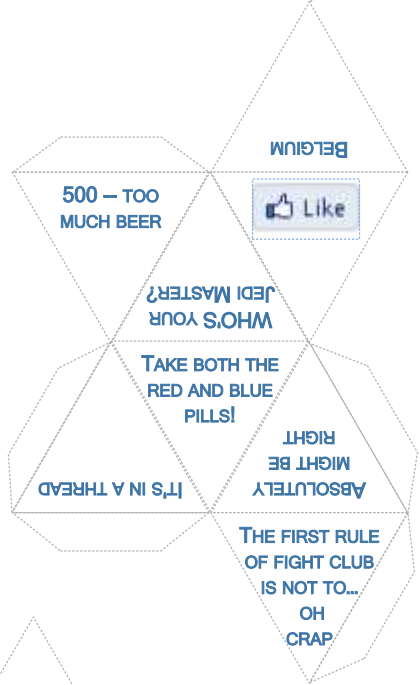 BELGIUM
500 – TOO
MUCH BEER
Like
WHO'S YOUR
JEDI MASTER?
TAKE BOTH THE
RED AND BLUE
PILLS!
ABSOLUTELY
MIGHT BE
RIGHT
IT'S IN A THREAD
THE FIRST RULE
OF FIGHT CLUB
IS NOT TO...
OH
CRAP